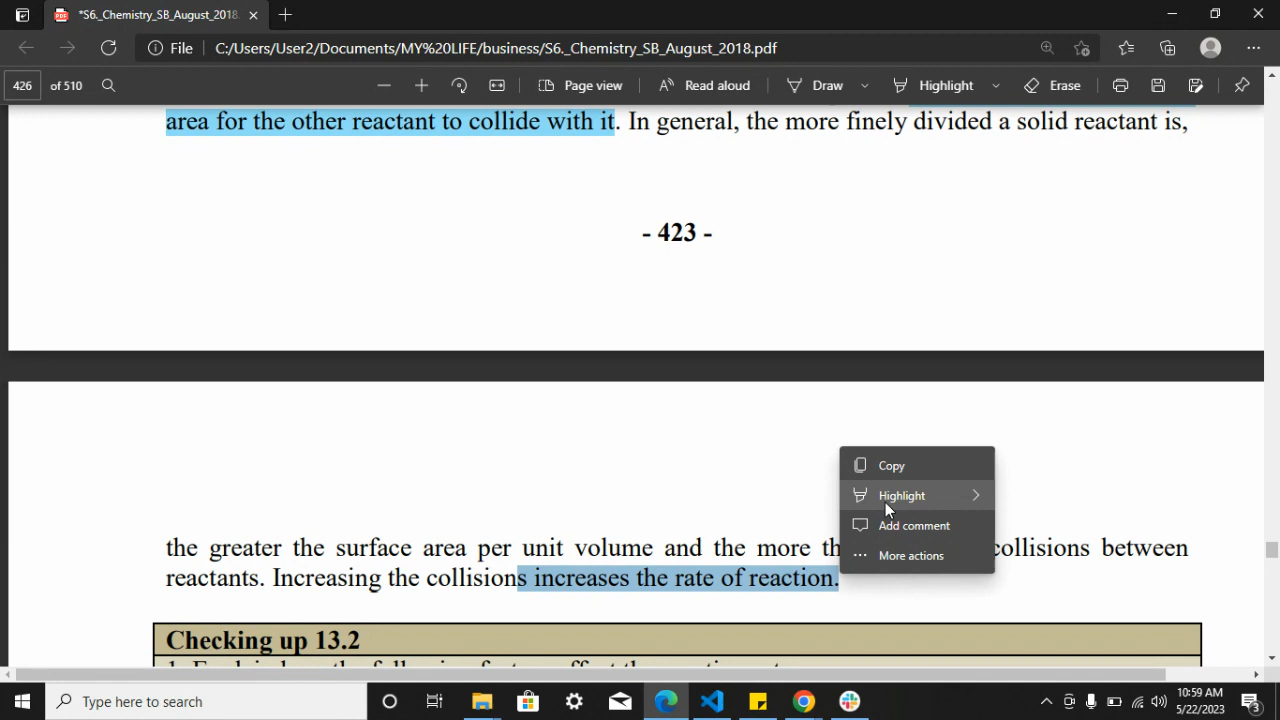 *S6._Chemistry_SB_August_2018.
File C:/Users/User2/Documents/MY%20LIFE/business/S6._Chemistry_SB_August_2018.pdf
426 of 510 Page view Read aloud Draw Highlight Erase
area for the other reactant to collide with it. In general, the more finely divided a solid reactant is,
- 423 -
Copy
Highlight
Add comment
More actions
the greater the surface area per unit volume and the more collisions between
reactants. Increasing the collisions increases the rate of reaction.
Checking up 13.2
Type here to search
10:59 AM
5/22/2023
3